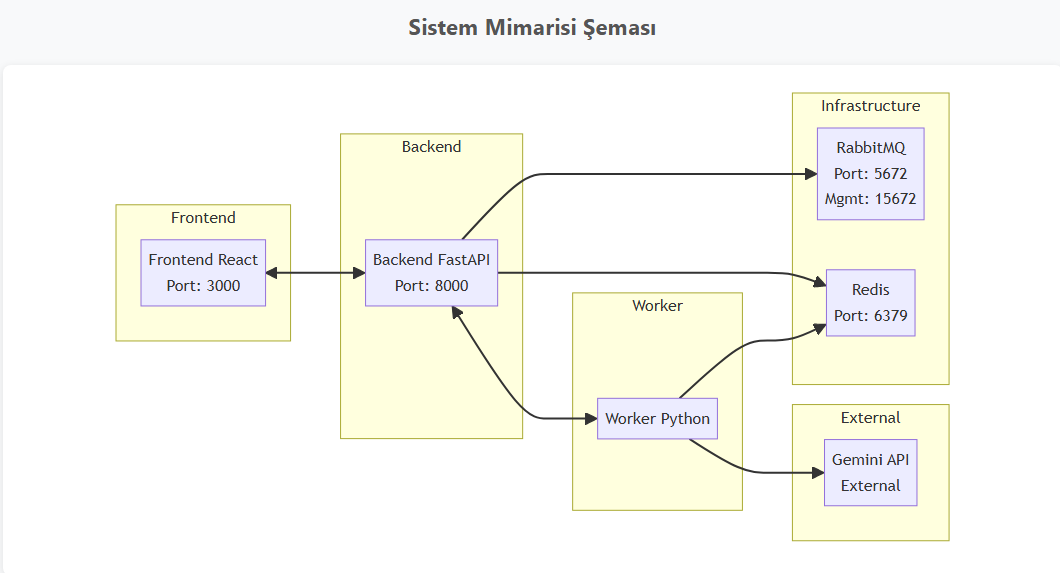 Sistem Mimarisi Şeması
Frontend
Frontend React
Port: 3000
Backend
Backend FastAPI
Port: 8000
Worker
Worker Python
Infrastructure
RabbitMQ
Port: 5672
Mgmt: 15672
Redis
Port: 6379
External
Gemini API
External